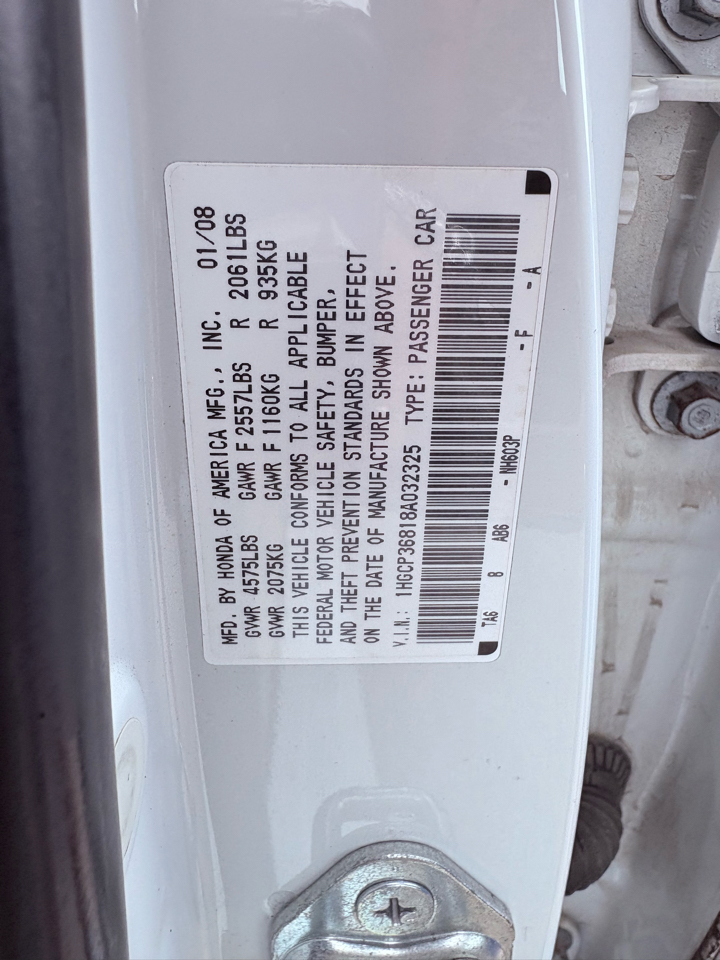 MFD. BY HONDA OF AMERICA MFG., INC. 01/08
GVWR 4575LBS GAWR F 2557LBS R 2061LBS
GVWR 2075KG GAWR F 1160KG R 935KG
THIS VEHICLE CONFORMS TO ALL APPLICABLE
FEDERAL MOTOR VEHICLE SAFETY, BUMPER,
AND THEFT PREVENTION STANDARDS IN EFFECT
ON THE DATE OF MANUFACTURE SHOWN ABOVE.
V.I.N.: 1HGCP36818A032325 TYPE: PASSENGER CAR
TA6 B AB6 - NH603P - F - A